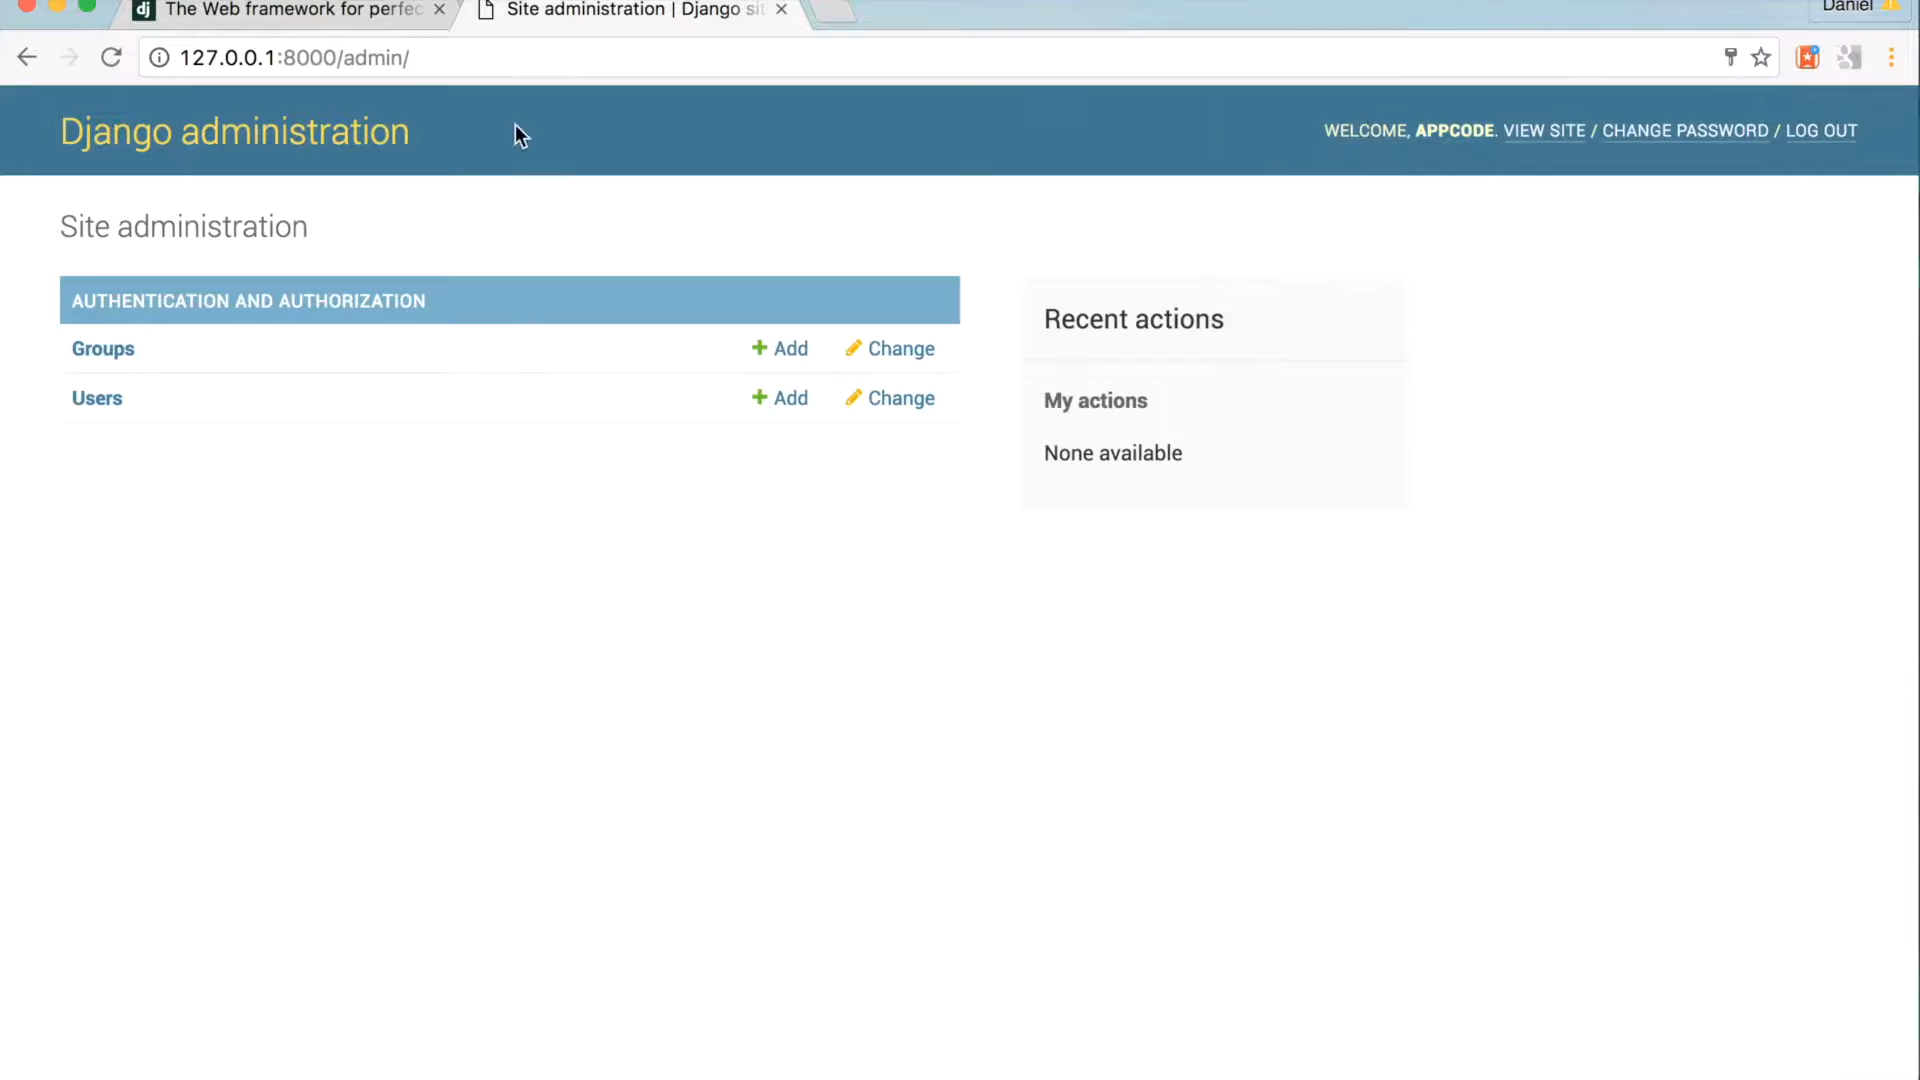 dj The Web framework for perfec
Site administration | Django sit
Daniel
127.0.0.1:8000/admin/
Django administration
WELCOME, APPCODE. VIEW SITE / CHANGE PASSWORD / LOG OUT
Site administration
AUTHENTICATION AND AUTHORIZATION
Groups
Add
Change
Users
Add
Change
Recent actions
My actions
None available